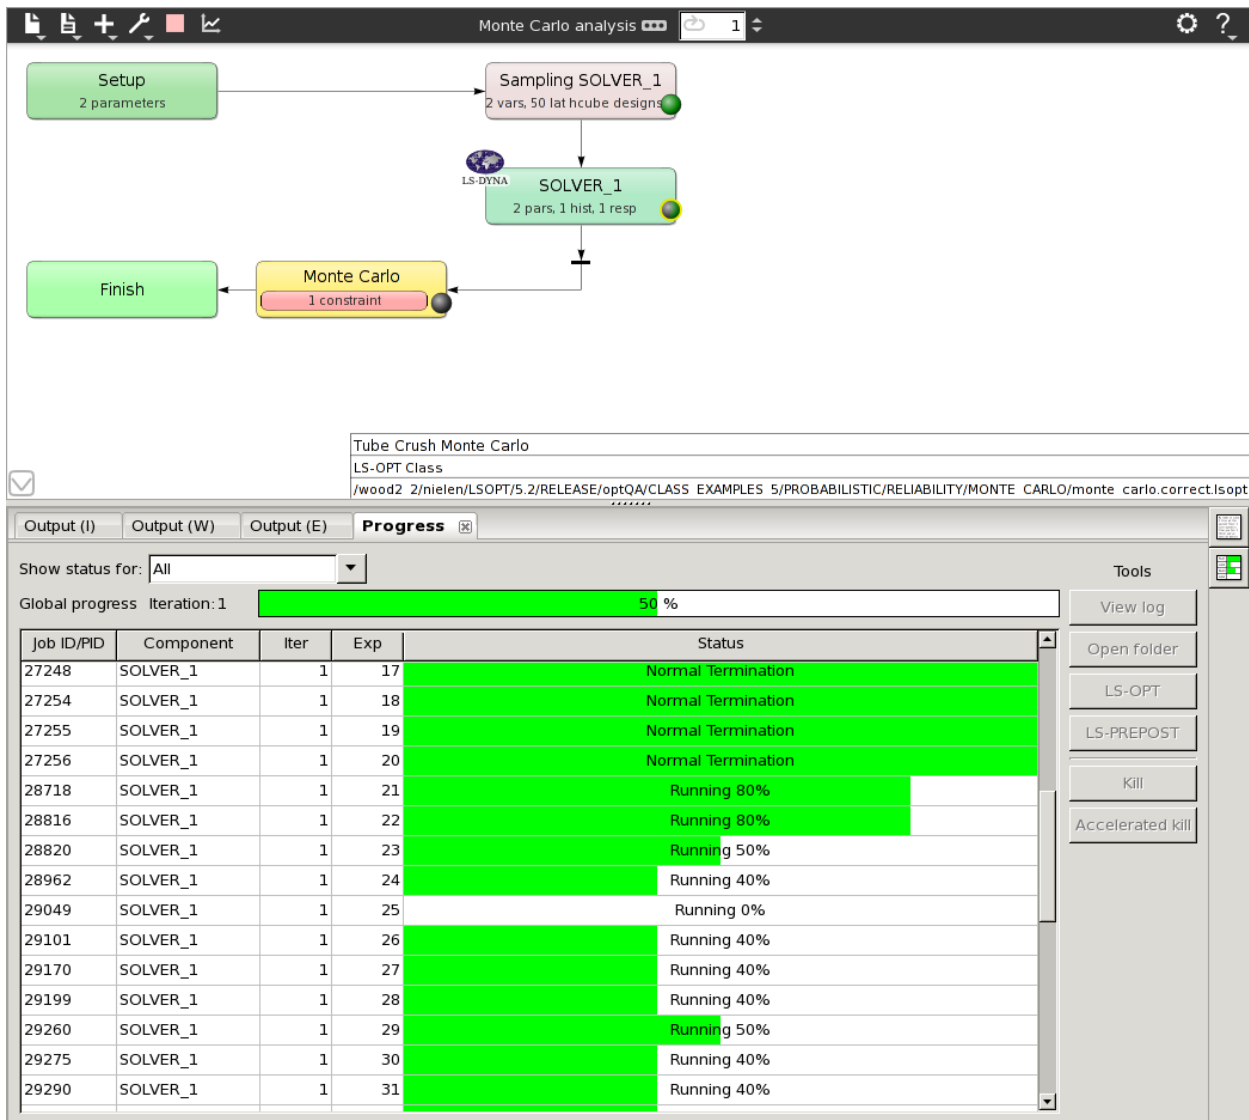 Monte Carlo analysis 1 ?
Setup
2 parameters
Sampling SOLVER_1
2 vars, 50 lat hcube designs
LS-DYNA
SOLVER_1
2 pars, 1 hist, 1 resp
Finish
Monte Carlo
1 constraint
Tube Crush Monte Carlo
LS-OPT Class
/wood2_2/nielen/LSOPT/5.2/RELEASE/optQA/CLASS_EXAMPLES_5/PROBABILISTIC/RELIABILITY/MONTE_CARLO/monte_carlo.correct.lsopt
Output (I) Output (W) Output (E) Progress
Show status for: All
Tools
Global progress Iteration: 1 50 %
View log
Open folder
LS-OPT
LS-PREPOST
Kill
Accelerated kill
Job ID/PID Component Iter Exp Status
27248 SOLVER_1 1 17 Normal Termination
27254 SOLVER_1 1 18 Normal Termination
27255 SOLVER_1 1 19 Normal Termination
27256 SOLVER_1 1 20 Normal Termination
28718 SOLVER_1 1 21 Running 80%
28816 SOLVER_1 1 22 Running 80%
28820 SOLVER_1 1 23 Running 50%
28962 SOLVER_1 1 24 Running 40%
29049 SOLVER_1 1 25 Running 0%
29101 SOLVER_1 1 26 Running 40%
29170 SOLVER_1 1 27 Running 40%
29199 SOLVER_1 1 28 Running 40%
29260 SOLVER_1 1 29 Running 50%
29275 SOLVER_1 1 30 Running 40%
29290 SOLVER_1 1 31 Running 40%